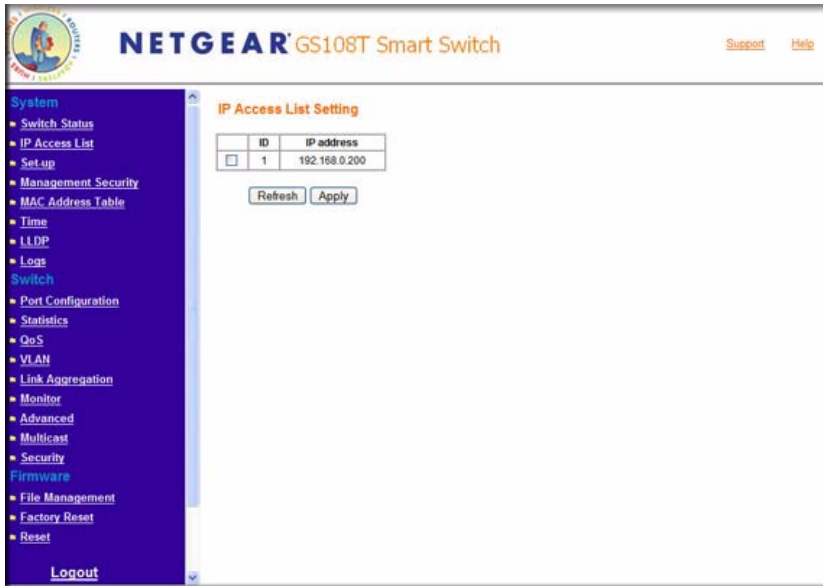 NETGEAR GS108T Smart Switch
Support Help
System
Switch Status
IP Access List
Set-up
Management Security
MAC Address Table
Time
LLDP
Logs
Switch
Port Configuration
Statistics
QoS
VLAN
Link Aggregation
Monitor
Advanced
Multicast
Security
Firmware
File Management
Factory Reset
Reset
Logout
IP Access List Setting
ID IP address
1 192.168.0.200
Refresh Apply